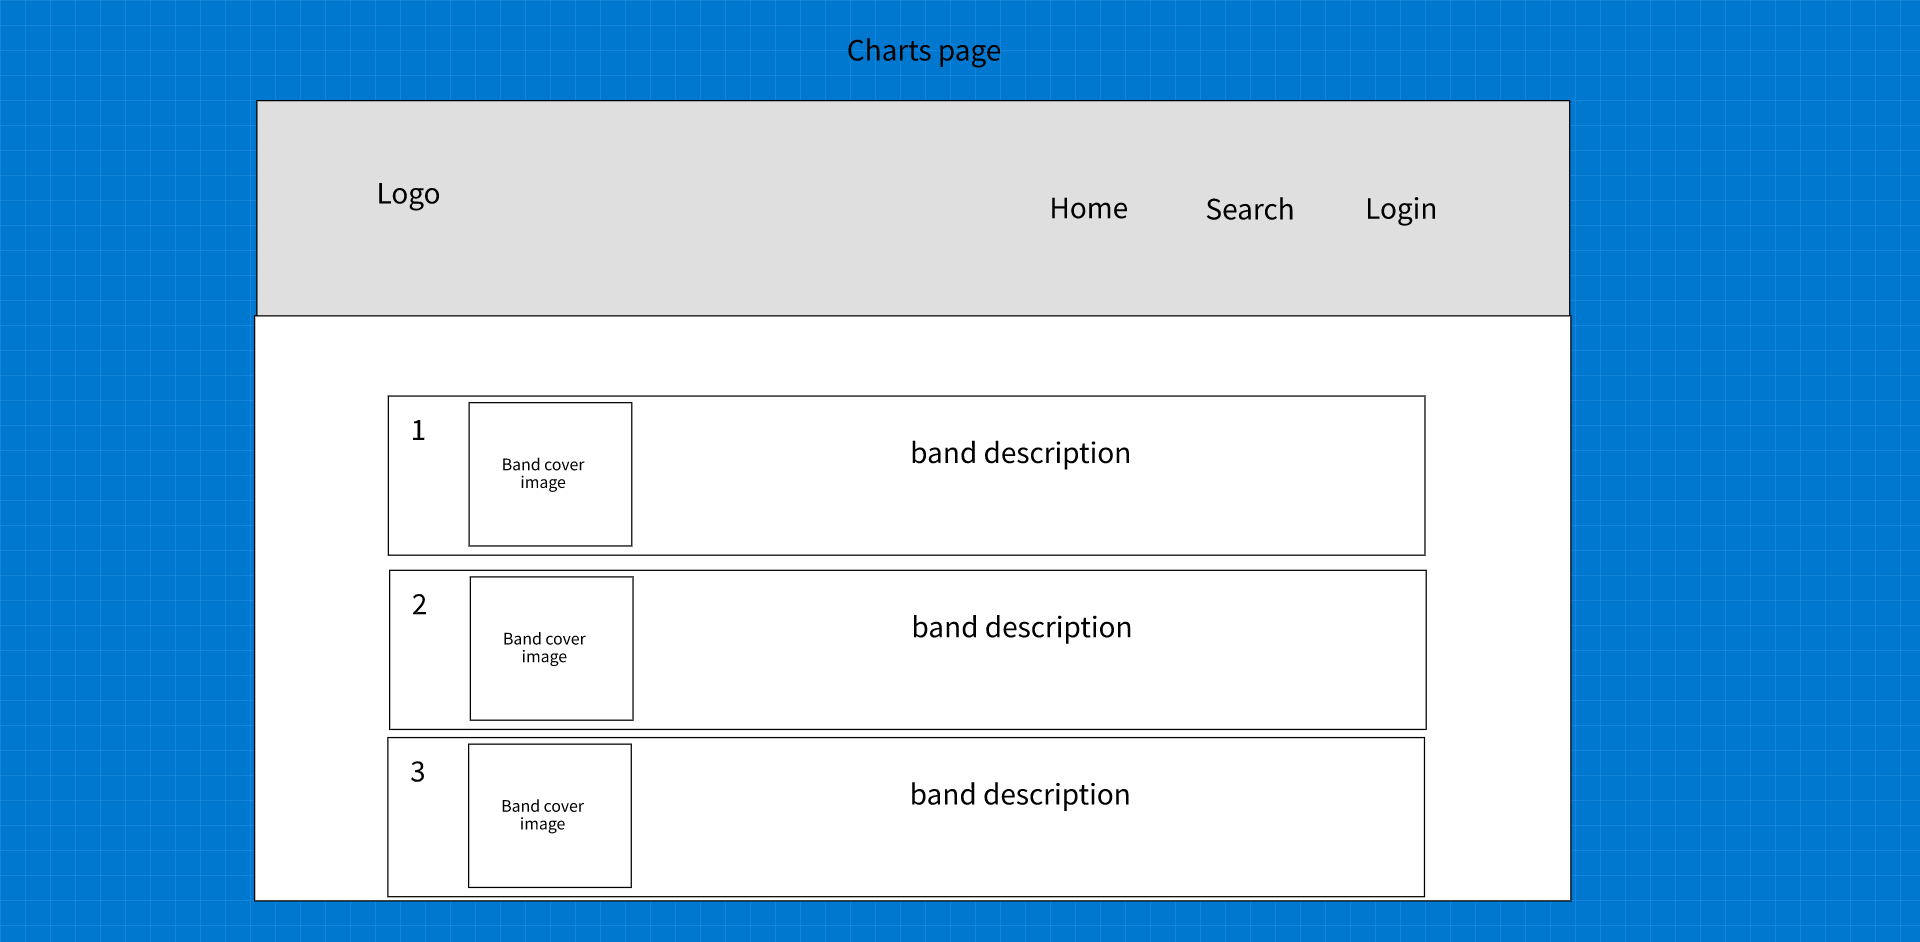 Charts page
Logo
Home
Search
Login
1
Band cover
image
band description
2
Band cover
image
band description
3
Band cover
image
band description